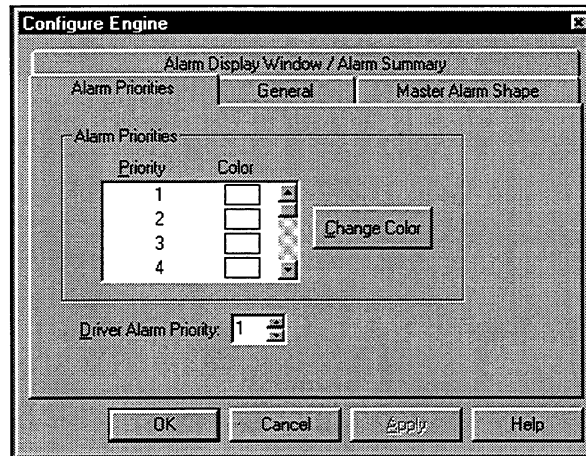 Configure Engine
Alarm Display Window / Alarm Summary
Alarm Priorities
General
Master Alarm Shape
Alarm Priorities
Priority Color
1
2
3
4
Change Color
Driver Alarm Priority: 1
OK
Cancel
Apply
Help